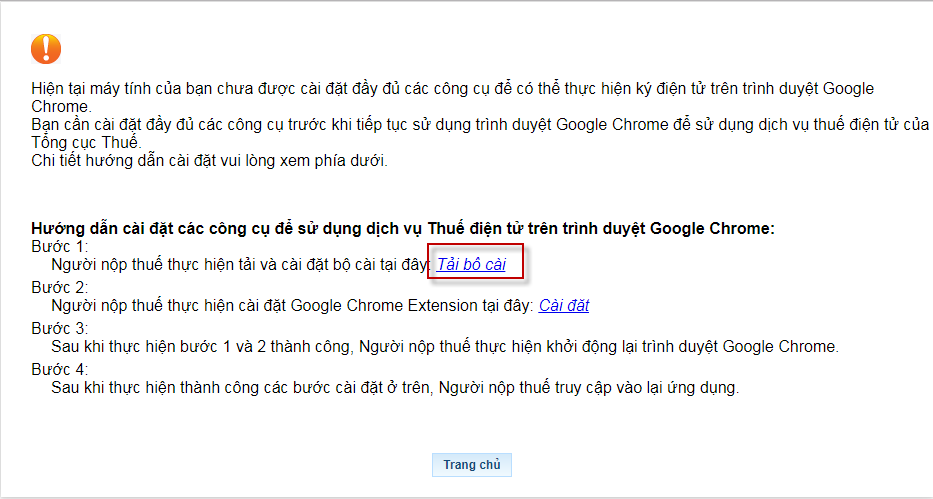 Hiện tại máy tính của bạn chưa được cài đặt đầy đủ các công cụ để có thể thực hiện ký điện tử trên trình duyệt Google
Chrome.
Bạn cần cài đặt đầy đủ các công cụ trước khi tiếp tục sử dụng trình duyệt Google Chrome để sử dụng dịch vụ thuế điện tử của
Tổng cục Thuế.
Chi tiết hướng dẫn cài đặt vui lòng xem phía dưới.
Hướng dẫn cài đặt các công cụ để sử dụng dịch vụ Thuế điện tử trên trình duyệt Google Chrome:
Bước 1:
Người nộp thuế thực hiện tải và cài đặt bộ cài tại đây: Tải bộ cài
Bước 2:
Người nộp thuế thực hiện cài đặt Google Chrome Extension tại đây: Cài đặt
Bước 3:
Sau khi thực hiện bước 1 và 2 thành công, Người nộp thuế thực hiện khởi động lại trình duyệt Google Chrome.
Bước 4:
Sau khi thực hiện thành công các bước cài đặt ở trên, Người nộp thuế truy cập vào lại ứng dụng.
Trang chủ